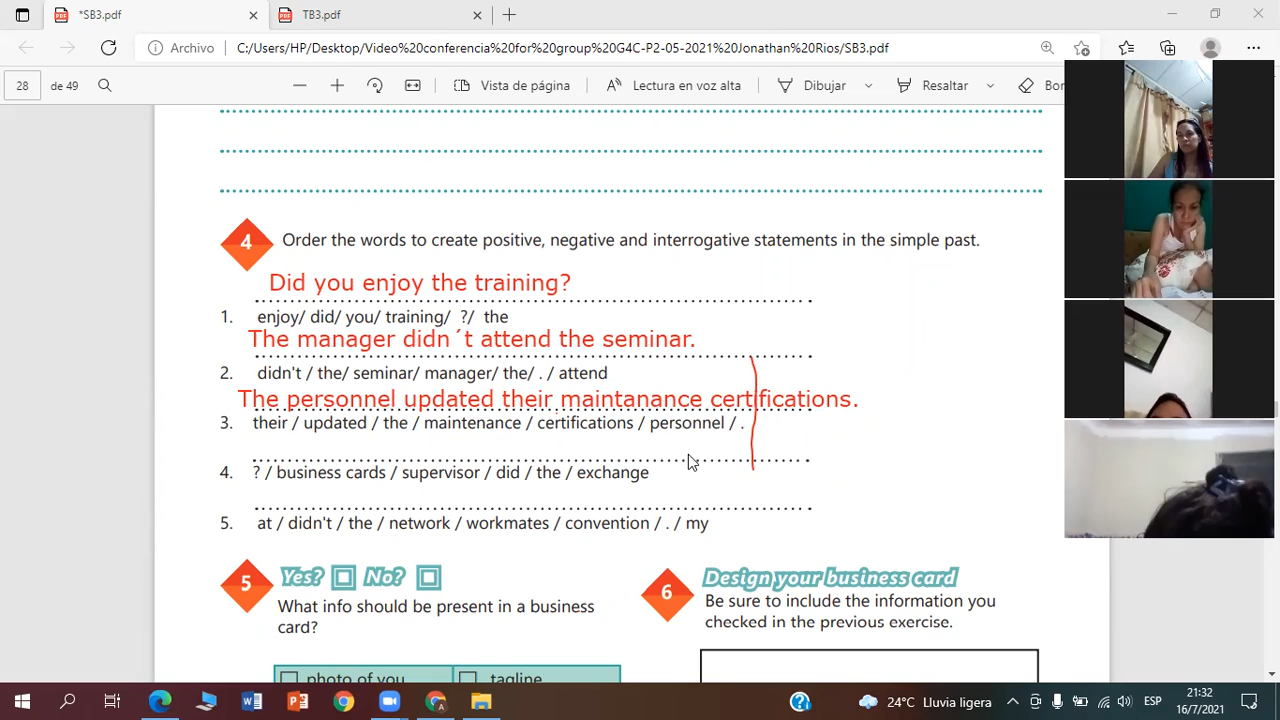 *SB3.pdf
TB3.pdf
Archivo
C:/Users/HP/Desktop/Video%20conferencia%20for%20group%20G4C-P2-05-2021%20Jonathan%20Rios/SB3.pdf
28
de 49
Vista de página
Lectura en voz alta
Dibujar
Resaltar
Bor
4
Order the words to create positive, negative and interrogative statements in the simple past.
Did you enjoy the training?
1. enjoy/ did/ you/ training/ ?/ the
The manager didn´t attend the seminar.
2. didn't / the/ seminar/ manager/ the/ . / attend
The personnel updated their maintanance certifications.
3. their / updated / the / maintenance / certifications / personnel / .
4. ? / business cards / supervisor / did / the / exchange
5. at / didn't / the / network / workmates / convention / . / my
5
Yes? No?
What info should be present in a business
card?
photo of you
tagline
6
Design your business card
Be sure to include the information you
checked in the previous exercise.
24°C Lluvia ligera
ESP
21:32
16/7/2021